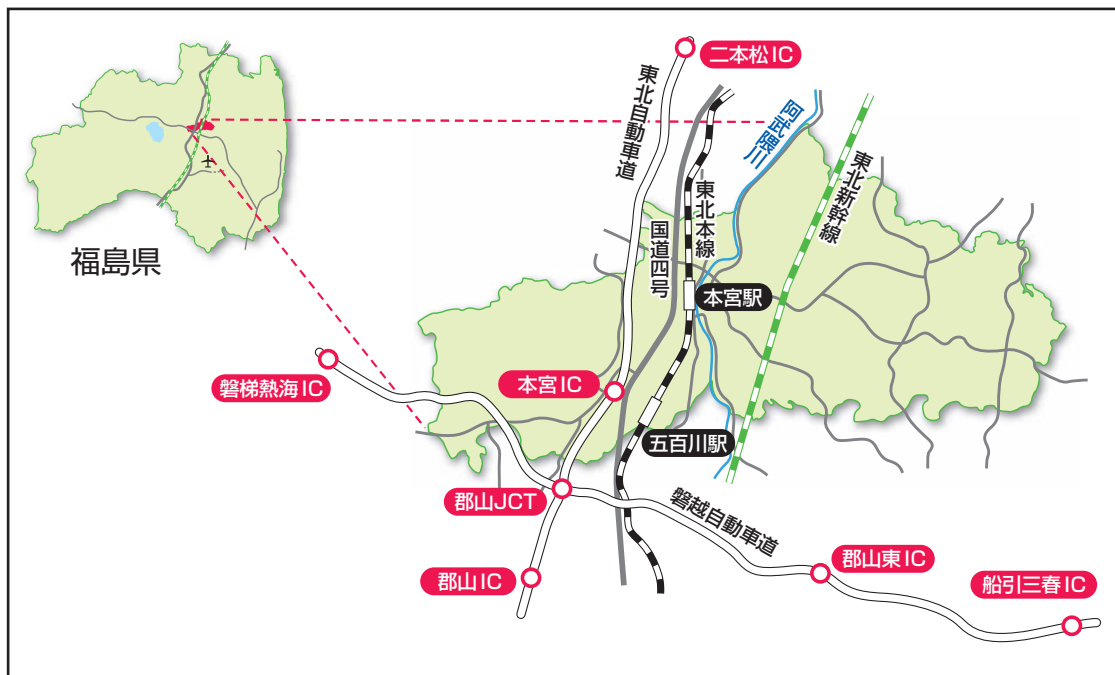 二本松IC
東北自動車道
阿武隈川
東北新幹線
東北本線
国道四号
福島県
本宮駅
磐梯熱海IC
本宮IC
五百川駅
郡山JCT
磐越自動車道
郡山東IC
郡山IC
船引三春IC